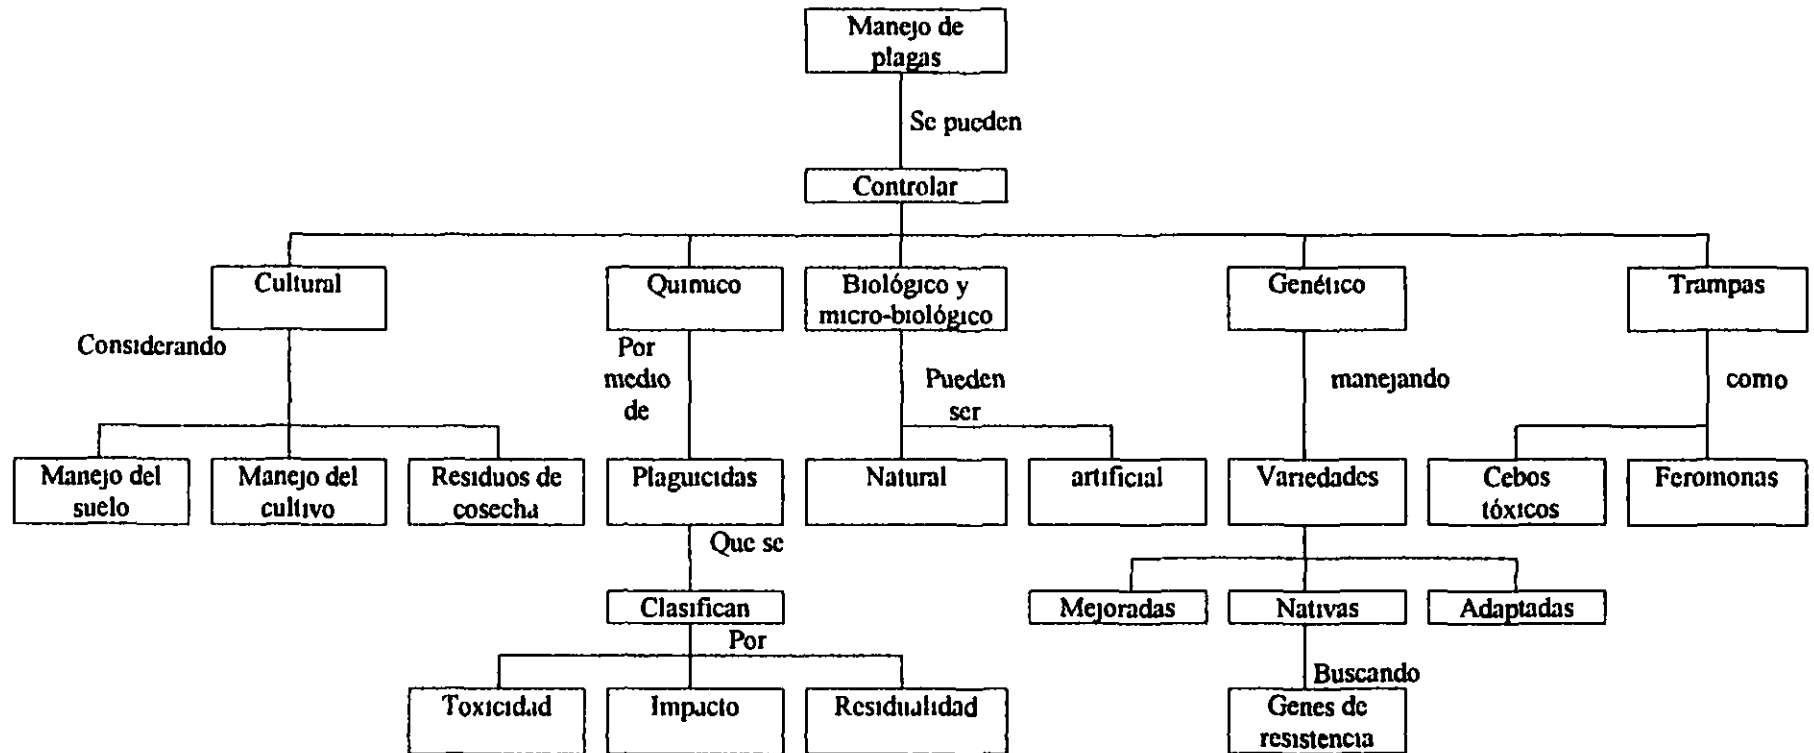 Manejo de
plagas
Se pueden
Controlar
Cultural
Químico
Biológico y
micro-biológico
Genético
Trampas
Considerando
Por
medio
de
Pueden
ser
manejando
como
Manejo del
suelo
Manejo del
cultivo
Residuos de
cosecha
Plaguicidas
Natural
artificial
Variedades
Cebos
tóxicos
Feromonas
Que se
Clasifican
Mejoradas
Nativas
Adaptadas
Por
Buscando
Toxicidad
Impacto
Residualidad
Genes de
resistencia